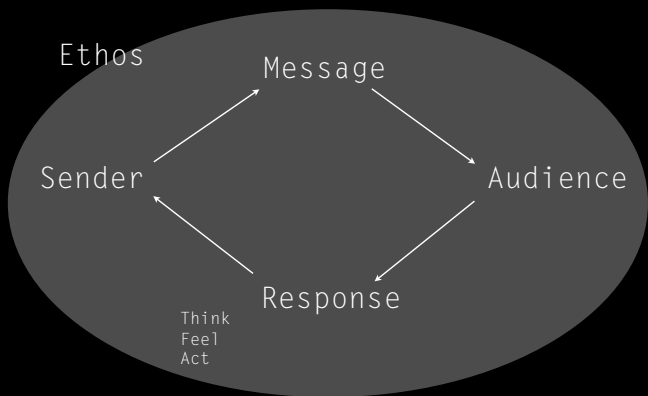 Ethos
Message
Sender
Audience
Response
Think
Feel
Act